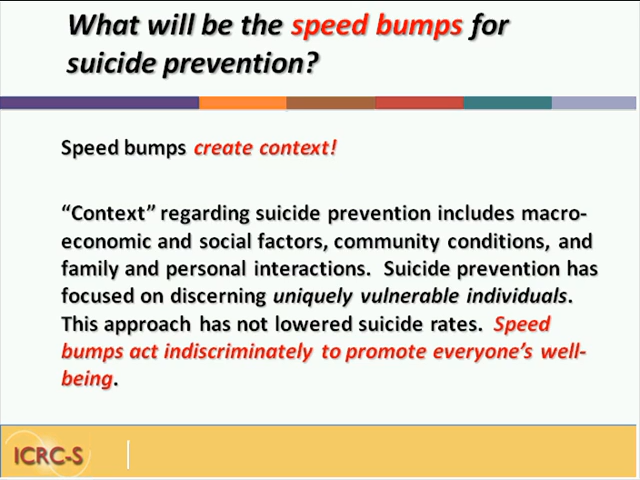 What will be the speed bumps for
suicide prevention?
Speed bumps create context!
“Context” regarding suicide prevention includes macro-
economic and social factors, community conditions, and
family and personal interactions.  Suicide prevention has
focused on discerning uniquely vulnerable individuals.
This approach has not lowered suicide rates.  Speed
bumps act indiscriminately to promote everyone’s well-
being.
ICRC-S